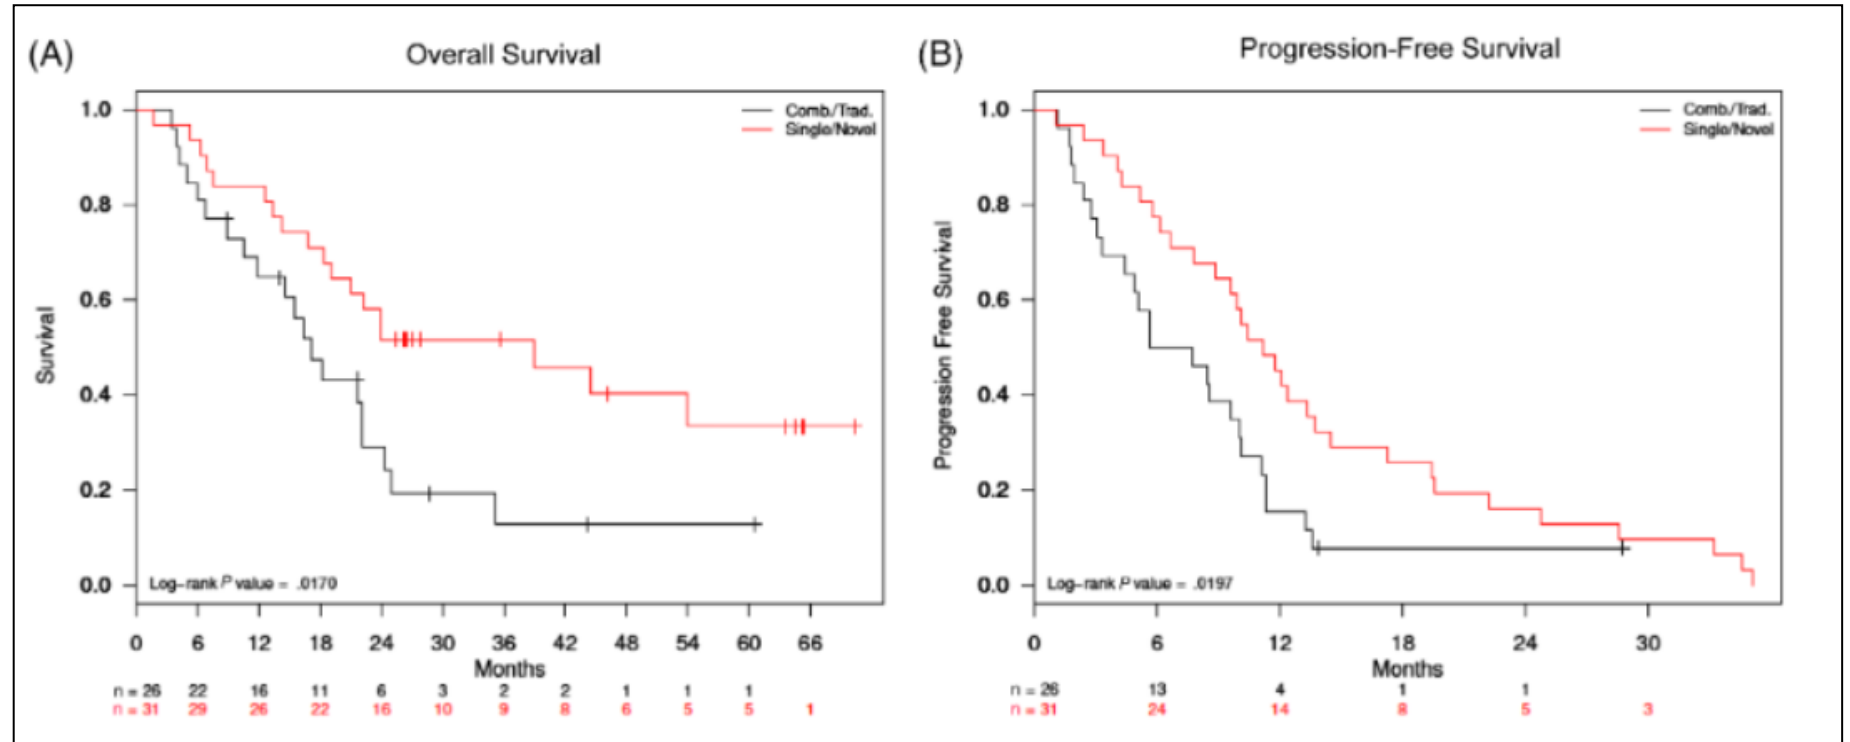 (A)
Overall Survival
1.0
0.8
0.6
0.4
0.2
0.0
Survival
Comb./Trad.
Single/Novel
Log-rank P value = .0170
0 6 12 18 24 30 36 42 48 54 60 66
Months
n = 26 22 16 11 6 3 2 2 1 1 1
n = 31 29 26 22 16 10 9 8 6 5 5 1
(B)
Progression-Free Survival
1.0
0.8
0.6
0.4
0.2
0.0
Progression Free Survival
Comb./Trad.
Single/Novel
Log-rank P value = .0197
0 6 12 18 24 30
Months
n = 26 13 4 1 1
n = 31 24 14 8 5 3